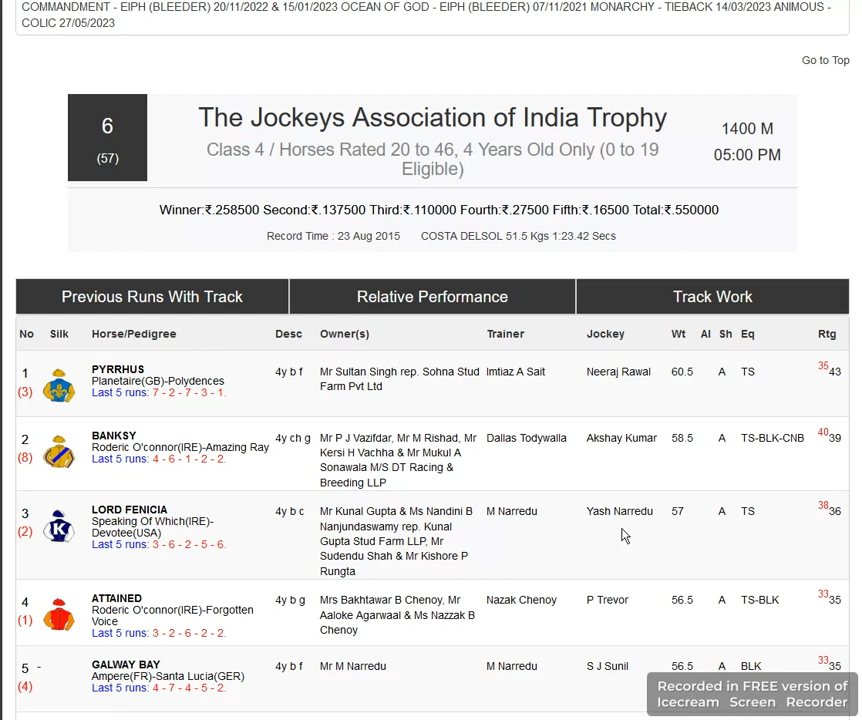 COMMANDMENT - EIPH (BLEEDER) 20/11/2022 & 15/01/2023 OCEAN OF GOD - EIPH (BLEEDER) 07/11/2021 MONARCHY - TIEBACK 14/03/2023 ANIMOUS -
COLIC 27/05/2023
Go to Top
6
(57)
The Jockeys Association of India Trophy
Class 4 / Horses Rated 20 to 46, 4 Years Old Only (0 to 19
Eligible)
1400 M
05:00 PM
Winner:₹.258500 Second:₹.137500 Third:₹.110000 Fourth:₹.27500 Fifth:₹.16500 Total:₹.550000
Record Time : 23 Aug 2015 COSTA DELSOL 51.5 Kgs 1:23.42 Secs
Previous Runs With Track Relative Performance Track Work
No Silk Horse/Pedigree Desc Owner(s) Trainer Jockey Wt Al Sh Eq Rtg
1 PYRRHUS 4y b f Mr Sultan Singh rep. Sohna Stud Imtiaz A Sait Neeraj Rawal 60.5 A TS 35 43
Planetaire(GB)-Polydences Farm Pvt Ltd
(3) Last 5 runs: 7 - 2 - 7 - 3 - 1.
2 BANKSY 4y ch g Mr P J Vazifdar, Mr M Rishad, Mr Dallas Todywalla Akshay Kumar 58.5 A TS-BLK-CNB 40 39
Roderic O'connor(IRE)-Amazing Ray Kersi H Vachha & Mr Mukul A
(8) Last 5 runs: 4 - 6 - 1 - 2 - 2. Sonawala M/S DT Racing &
Breeding LLP
3 LORD FENICIA 4y b c Mr Kunal Gupta & Ms Nandini B M Narredu Yash Narredu 57 A TS 38 36
Speaking Of Which(IRE)- Nanjundaswamy rep. Kunal
(2) Devotee(USA) Gupta Stud Farm LLP, Mr
K
Last 5 runs: 3 - 6 - 2 - 5 - 6. Sudendu Shah & Mr Kishore P
Rungta
4 ATTAINED 4y b g Mrs Bakhtawar B Chenoy, Mr Nazak Chenoy P Trevor 56.5 A TS-BLK 33 35
Roderic O'connor(IRE)-Forgotten Aaloke Agarwaal & Ms Nazzak B
(1) Voice Chenoy
Last 5 runs: 3 - 2 - 6 - 2 - 2.
5 - GALWAY BAY 4y b f Mr M Narredu M Narredu S J Sunil 56.5 A BLK 33 35
Ampere(FR)-Santa Lucia(GER)
(4) Last 5 runs: 4 - 7 - 4 - 5 - 2.
Recorded in FREE version of
Icecream Screen Recorder